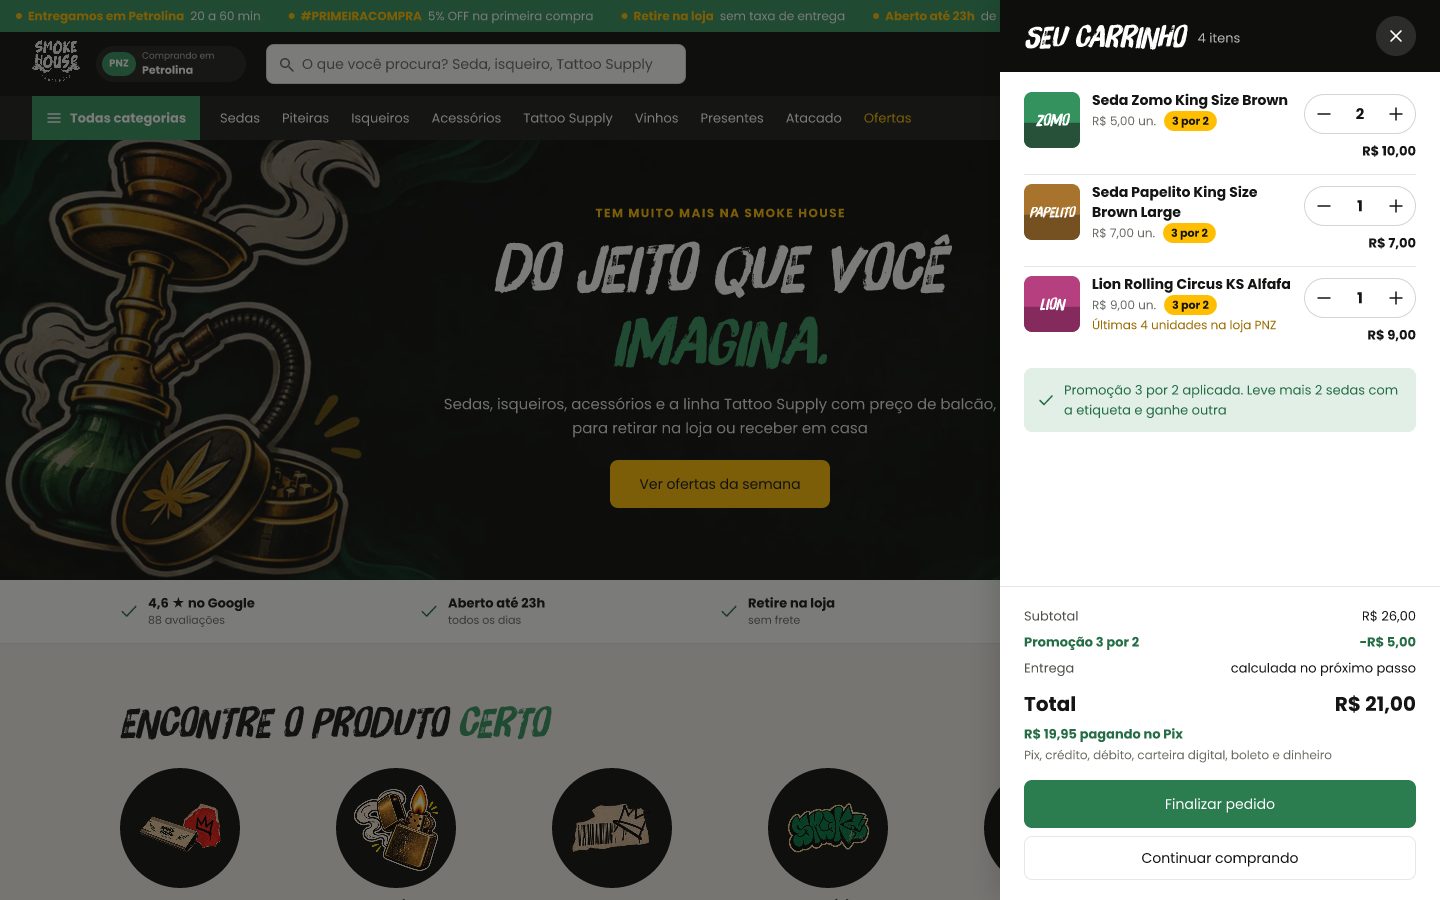 Entregamos em Petrolina 20 a 60 min
#PRIMEIRACOMPRA 5% OFF na primeira compra
Retire na loja sem taxa de entrega
Aberto até 23h de
SMOKE
HOUSE
PNZ
Comprando em
Petrolina
O que você procura? Seda, isqueiro, Tattoo Supply
Todas categorias
Sedas
Piteiras
Isqueiros
Acessórios
Tattoo Supply
Vinhos
Presentes
Atacado
Ofertas
TEM MUITO MAIS NA SMOKE HOUSE
DO JEITO QUE VOCÊ
IMAGINA.
Sedas, isqueiros, acessórios e a linha Tattoo Supply com preço de balcão,
para retirar na loja ou receber em casa
Ver ofertas da semana
4,6 ★ no Google
88 avaliações
Aberto até 23h
todos os dias
Retire na loja
sem frete
ENCONTRE O PRODUTO CERTO
SMOKE
SEU CARRINHO 4 itens
ZOMO
Seda Zomo King Size Brown
R$ 5,00 un. 3 por 2
2
R$ 10,00
PAPELITO
Seda Papelito King Size
Brown Large
R$ 7,00 un. 3 por 2
1
R$ 7,00
LION
Lion Rolling Circus KS Alfafa
R$ 9,00 un. 3 por 2
Últimas 4 unidades na loja PNZ
1
R$ 9,00
Promoção 3 por 2 aplicada. Leve mais 2 sedas com
a etiqueta e ganhe outra
Subtotal R$ 26,00
Promoção 3 por 2 -R$ 5,00
Entrega calculada no próximo passo
Total R$ 21,00
R$ 19,95 pagando no Pix
Pix, crédito, débito, carteira digital, boleto e dinheiro
Finalizar pedido
Continuar comprando